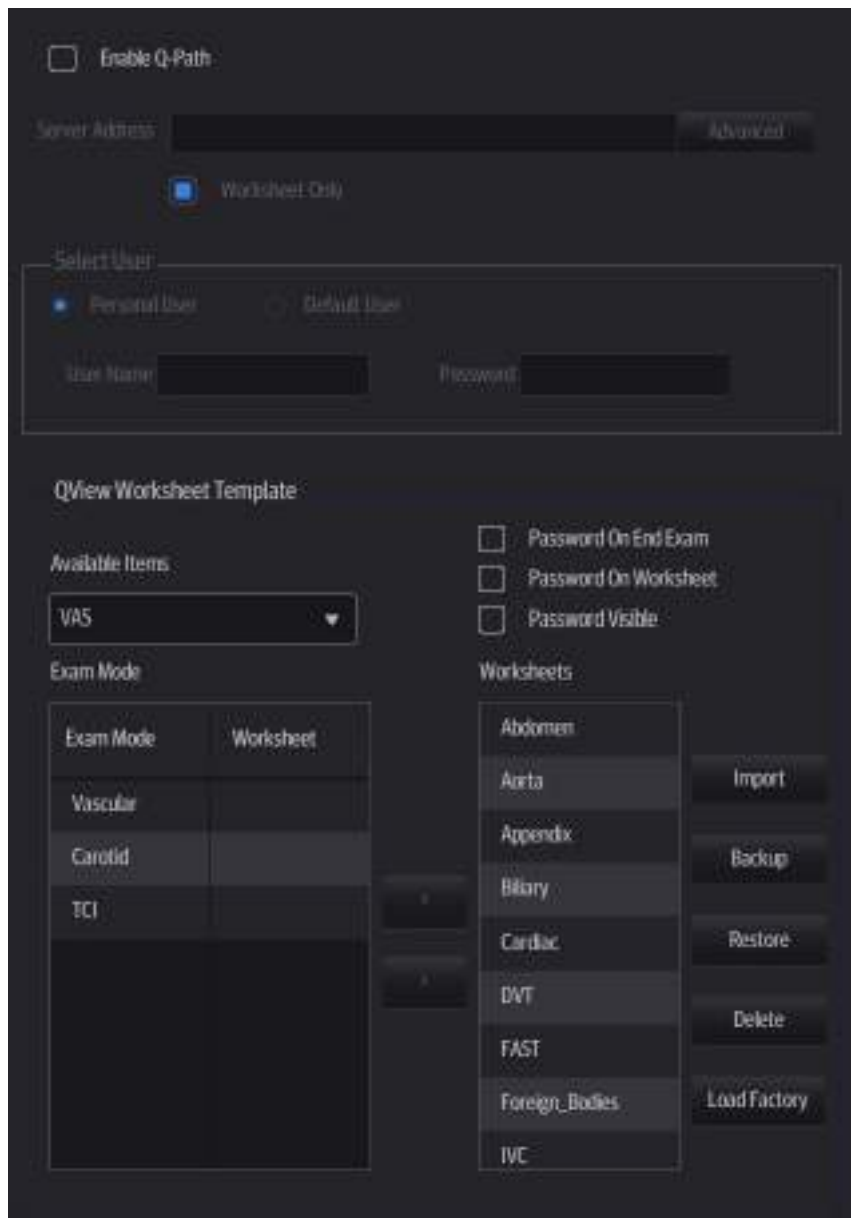 Enable Q-Path
Server Address
Advanced
Worksheet Only
Select User
Personal User
Default User
User Name
Password
QView Worksheet Template
Available Items
Password On End Exam
Password On Worksheet
Password Visible
VAS
Exam Mode
Worksheets
Exam Mode Worksheet
Vascular
Carotid
TCI
Abdomen
Aorta
Appendix
Biliary
Cardiac
DVT
FAST
Foreign_Bodies
IVC
Import
Backup
Restore
Delete
Load Factory